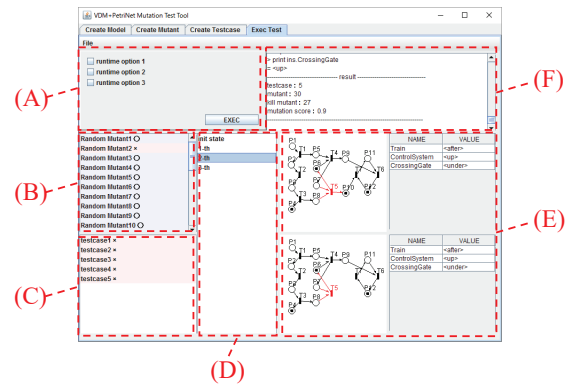 VDM+PetriNet Mutation Test Tool
Create Model Create Mutant Create Testcase Exec Test
File
runtime option 1
runtime option 2
runtime option 3
EXEC
> print ins.CrossingGate
= <up>
result
testcase : 5
mutant : 30
kill mutant : 27
mutation score : 0.9
(A)
(F)
Random Mutant1 O
Random Mutant2 ×
Random Mutant3 O
Random Mutant4 O
Random Mutant5 O
Random Mutant6 O
Random Mutant7 O
Random Mutant8 O
Random Mutant9 O
Random Mutant10 O
(B)
init state
1-th
2-th
3-th
P1 P5 T4 P9 P11
T1
P6
T2
P2
T5
P10
T7
T6
T3
P8
P12
P4
NAME VALUE
Train <after>
ControlSystem <up>
CrossingGate <under>
(E)
testcase1 ×
testcase2 ×
testcase3 ×
testcase4 ×
testcase5 ×
(C)
P1 P5 T4 P9 P11
T1
P6
T2
P2
T5
T7
T6
T3
P8
P12
P4
NAME VALUE
Train <after>
ControlSystem <up>
CrossingGate <under>
(D)